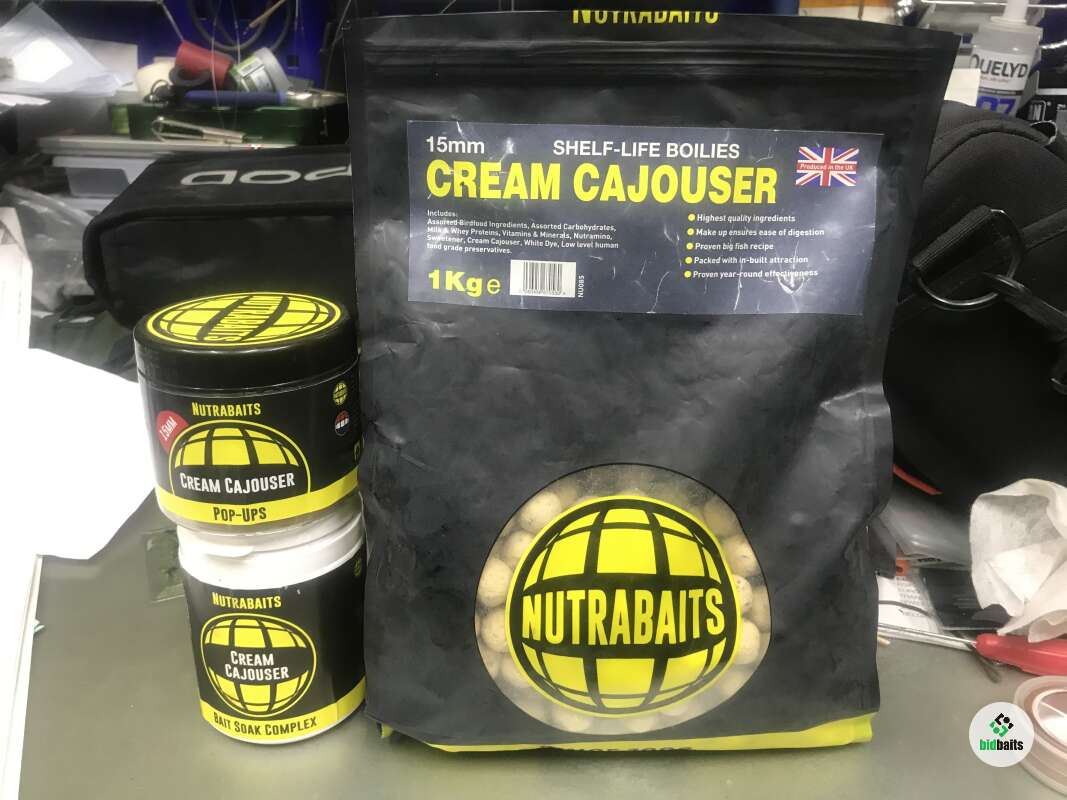 NUTRABAITS
15mm SHELF-LIFE BOILIES
CREAM CAJOUSER
Produced in the UK
Includes:
Assorted Birdfood Ingredients, Assorted Carbohydrates,
Milk & Whey Proteins, Vitamins & Minerals, Nutramino,
Sweetener, Cream Cajouser, White Dye, Low level human
food grade preservatives.
Highest quality ingredients
Make up ensures ease of digestion
Proven big fish recipe
Packed with in-built attraction
Proven year-round effectiveness
1Kg e
NU085
NUTRABAITS
NUTRABAITS
NUTRABAITS
15MM
CREAM CAJOUSER
POP-UPS
NUTRABAITS
CREAM
CAJOUSER
BAIT SOAK COMPLEX
QUELYD
bidbaits